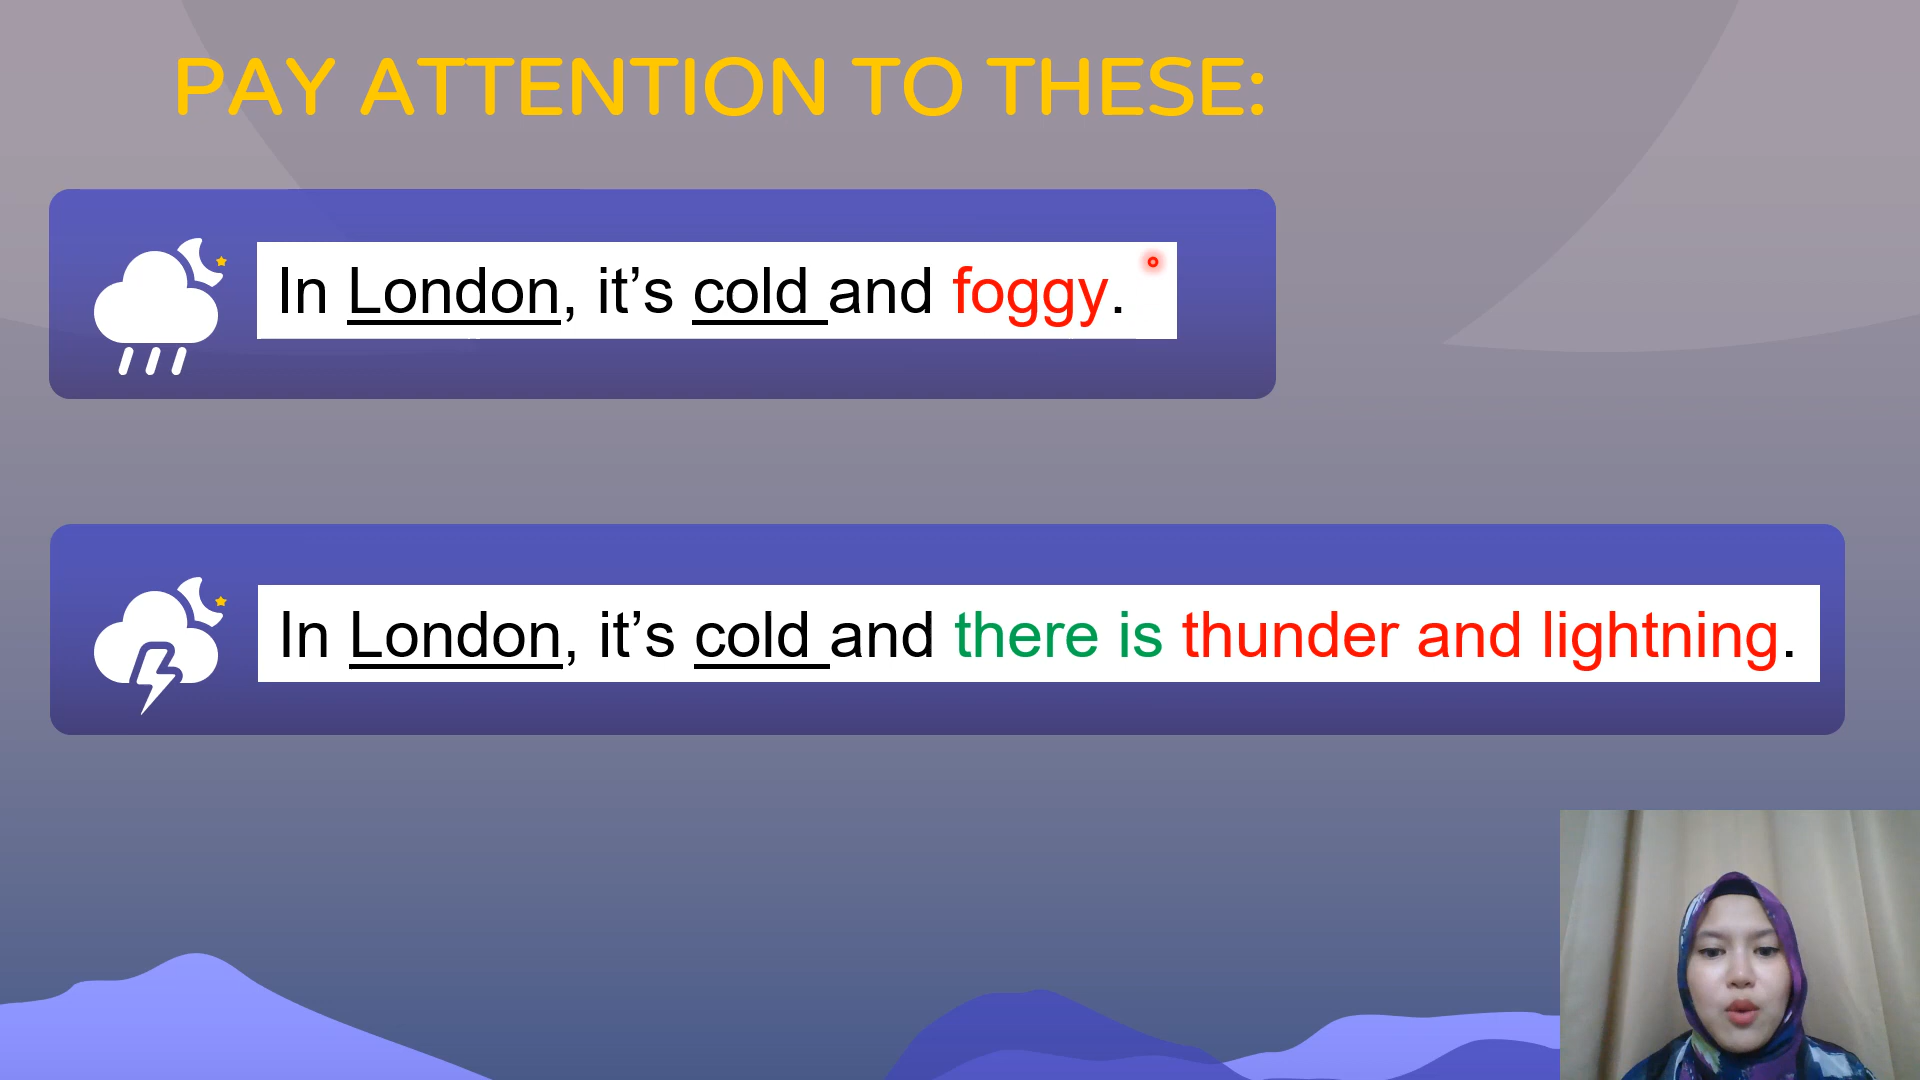 PAY ATTENTION TO THESE:
In London, it’s cold and foggy.
In London, it’s cold and there is thunder and lightning.